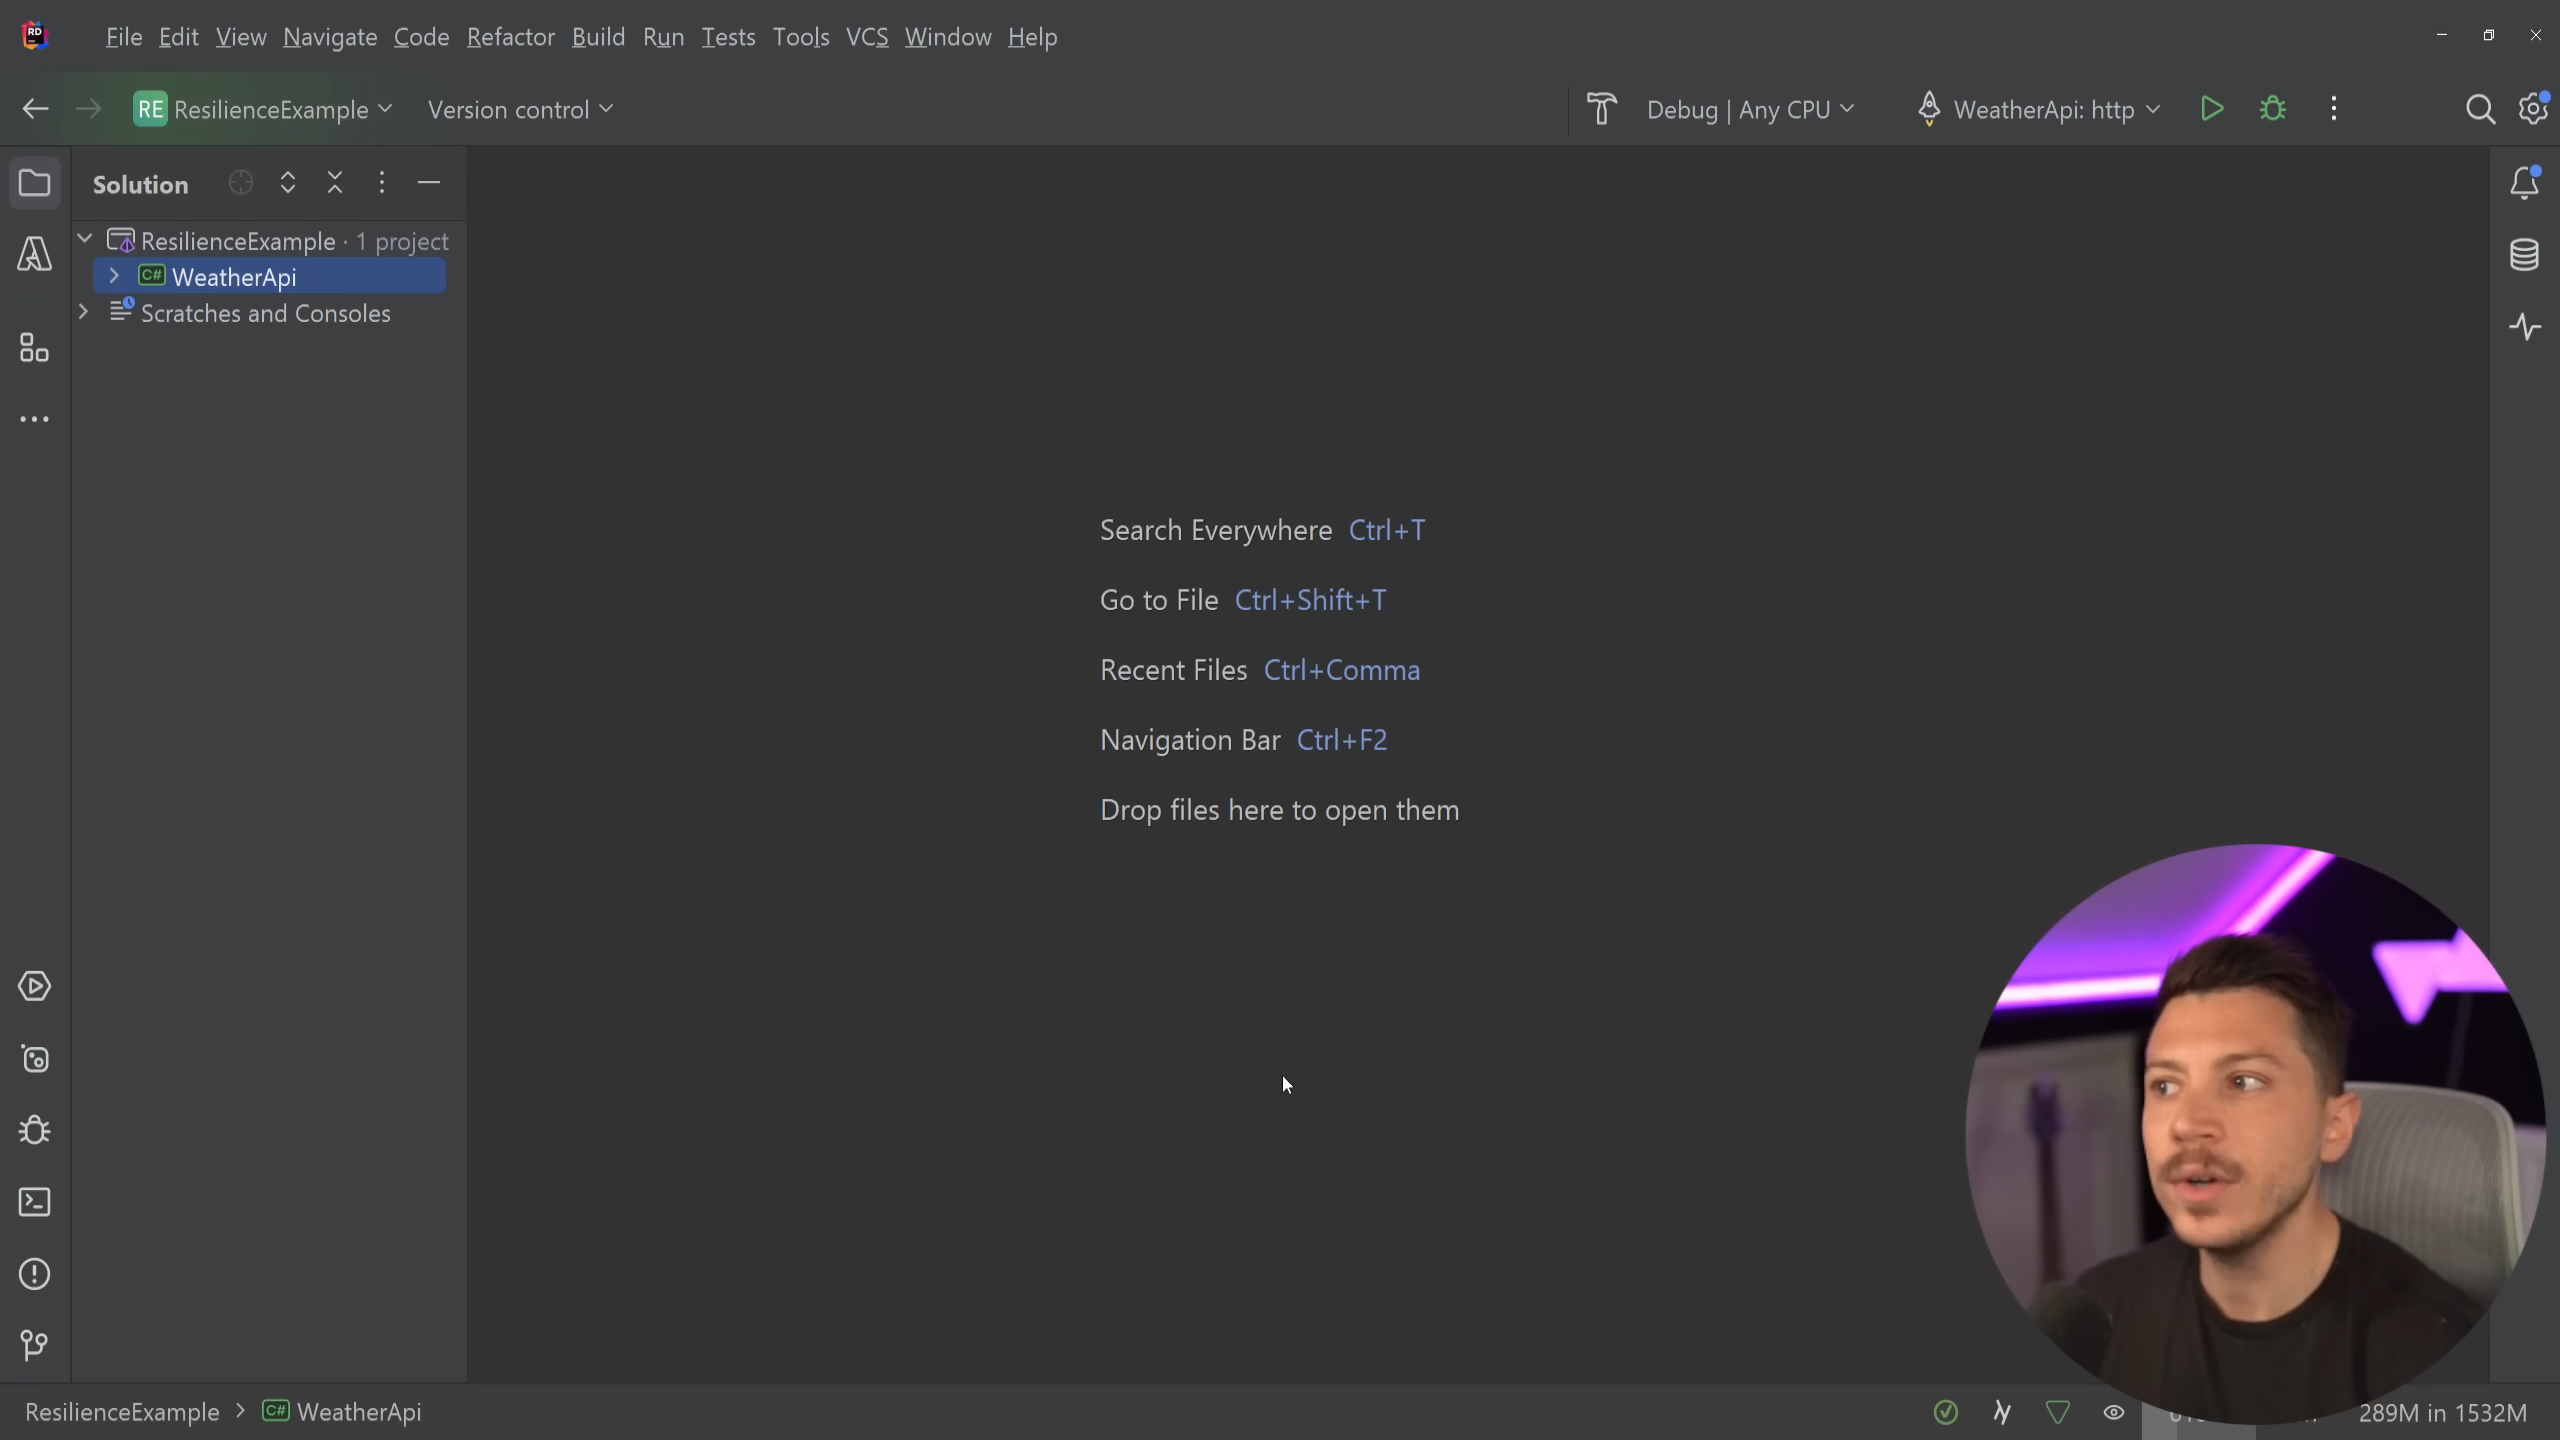 RD
File Edit View Navigate Code Refactor Build Run Tests Tools VCS Window Help
RE ResilienceExample Version control Debug | Any CPU WeatherApi: http
Solution
ResilienceExample · 1 project
C# WeatherApi
Scratches and Consoles
Search Everywhere Ctrl+T
Go to File Ctrl+Shift+T
Recent Files Ctrl+Comma
Navigation Bar Ctrl+F2
Drop files here to open them
ResilienceExample > C# WeatherApi
289M in 1532M